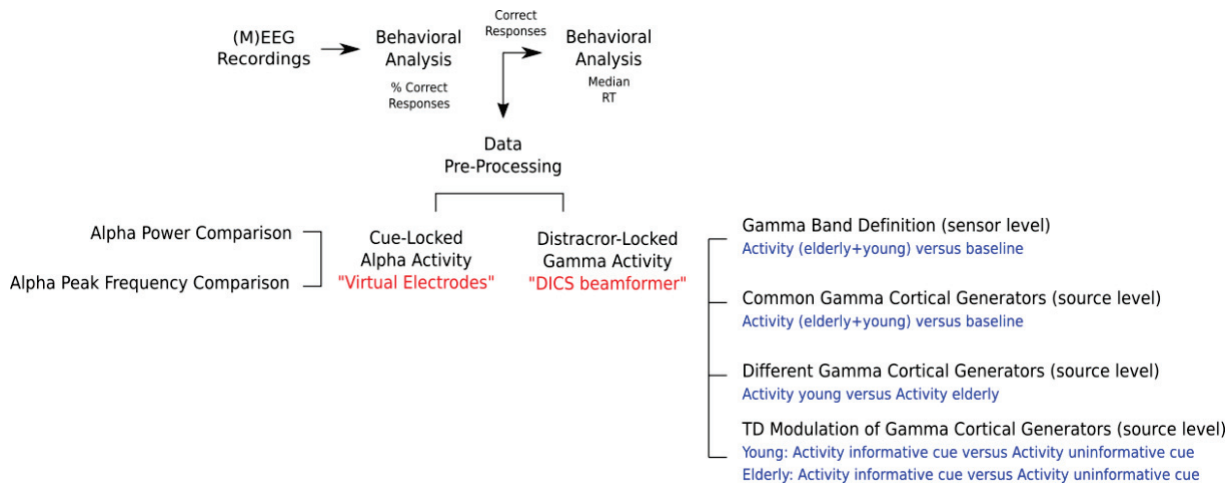 (M)EEG
Recordings
Behavioral
Analysis
% Correct
Responses
Correct
Responses
Behavioral
Analysis
Median
RT
Data
Pre-Processing
Alpha Power Comparison
Alpha Peak Frequency Comparison
Cue-Locked
Alpha Activity
"Virtual Electrodes"
Distracror-Locked
Gamma Activity
"DICS beamformer"
Gamma Band Definition (sensor level)
Activity (elderly+young) versus baseline
Common Gamma Cortical Generators (source level)
Activity (elderly+young) versus baseline
Different Gamma Cortical Generators (source level)
Activity young versus Activity elderly
TD Modulation of Gamma Cortical Generators (source level)
Young: Activity informative cue versus Activity uninformative cue
Elderly: Activity informative cue versus Activity uninformative cue